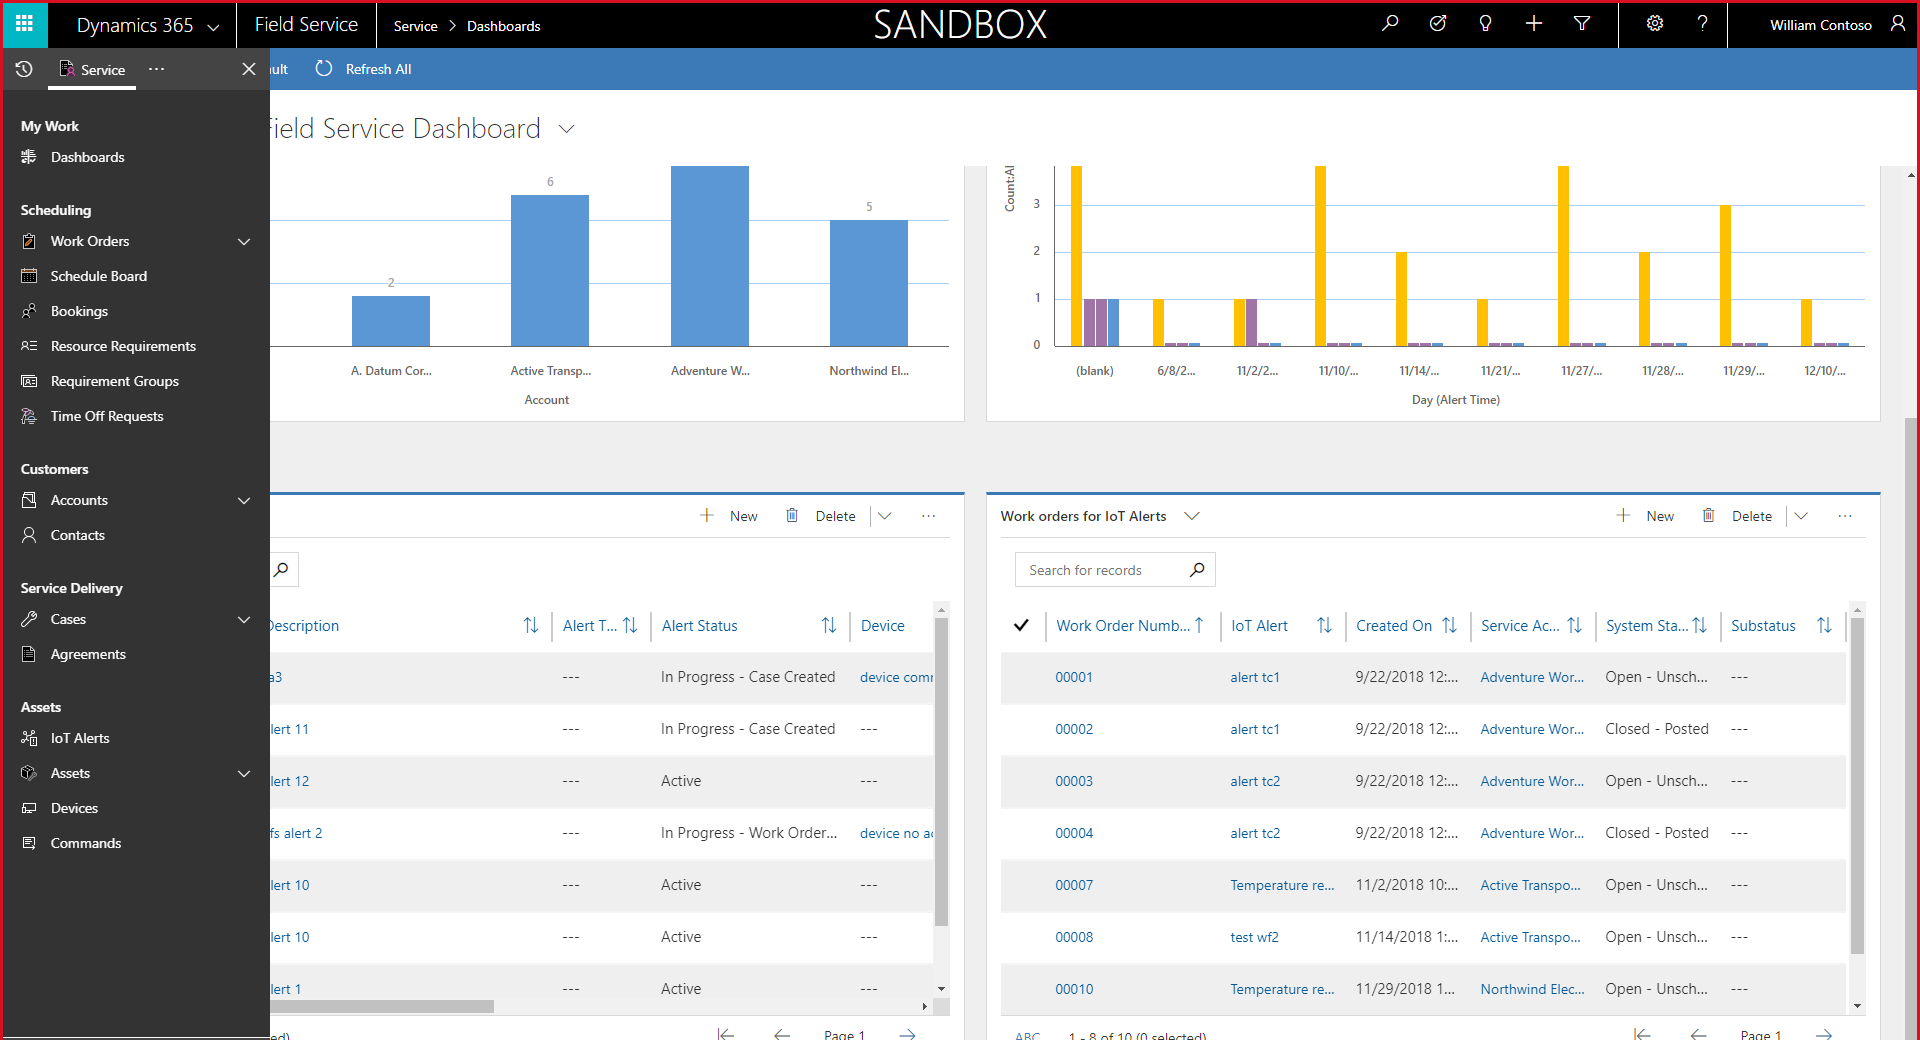 Dynamics 365 Field Service Service > Dashboards SANDBOX William Contoso
Service ... ult Refresh All
Field Service Dashboard
My Work
Dashboards
Scheduling
Work Orders
Schedule Board
Bookings
Resource Requirements
Requirement Groups
Time Off Requests
Customers
Accounts
Contacts
Service Delivery
Cases
Agreements
Assets
IoT Alerts
Assets
Devices
Commands
2 6 5
A. Datum Cor... Active Transp... Adventure W... Northwind El...
Account
Count:Al
3
2
1
0
(blank) 6/8/2... 11/2/2... 11/10/... 11/14/... 11/21/... 11/27/... 11/28/... 11/29/... 12/10/...
Day (Alert Time)
New Delete ...
Description Alert T... Alert Status Device
a3 --- In Progress - Case Created device com
lert 11 --- In Progress - Case Created ---
lert 12 --- Active ---
fs alert 2 --- In Progress - Work Order... device no a
lert 10 --- Active ---
lert 10 --- Active ---
lert 1 --- Active ---
ed) Page 1
Work orders for IoT Alerts New Delete ...
Search for records
Work Order Numb... IoT Alert Created On Service Ac... System Sta... Substatus
00001 alert tc1 9/22/2018 12:... Adventure Wor... Open - Unsch... ---
00002 alert tc1 9/22/2018 12:... Adventure Wor... Closed - Posted ---
00003 alert tc2 9/22/2018 12:... Adventure Wor... Open - Unsch... ---
00004 alert tc2 9/22/2018 12:... Adventure Wor... Closed - Posted ---
00007 Temperature re... 11/2/2018 10:... Active Transpo... Open - Unsch... ---
00008 test wf2 11/14/2018 1:... Active Transpo... Open - Unsch... ---
00010 Temperature re... 11/29/2018 1... Northwind Elec... Open - Unsch... ---
ABC 1 - 8 of 10 (0 selected) Page 1